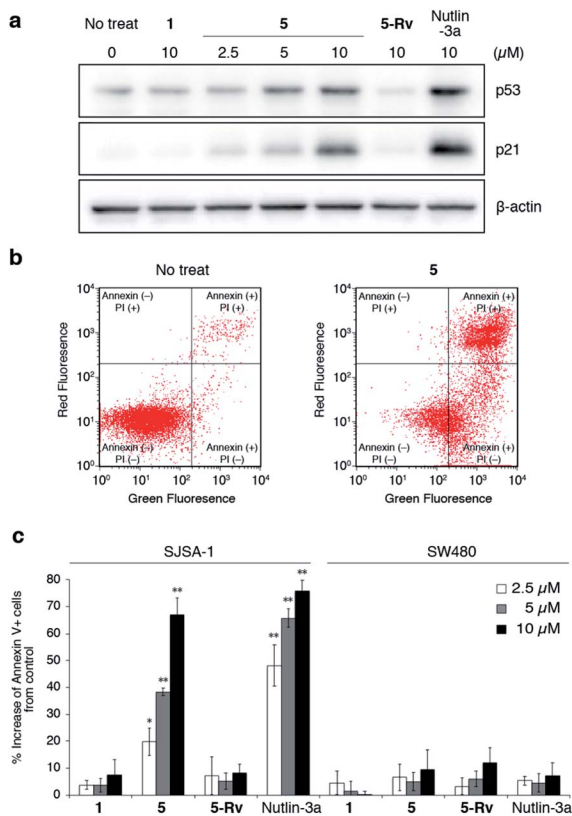 a
No treat 1 5 5-Rv Nutlin
-3a
0 10 2.5 5 10 10 10 (µM)
p53
p21
β-actin
b
No treat 5
10⁴ Annexin (–) PI (+) Annexin (+) PI (+) 10⁴ Annexin (–) PI (+) Annexin (+) PI (+)
10³ 10³
Red Fluoresence 10² Red Fluoresence 10²
10¹ 10¹
Annexin (–) PI (–) Annexin (+) PI (–) Annexin (–) PI (–) Annexin (+) PI (–)
10⁰ 10⁰
10⁰ 10¹ 10² 10³ 10⁴ 10⁰ 10¹ 10² 10³ 10⁴
Green Fluoresence Green Fluoresence
c
SJSA-1 SW480
% Increase of Annexin V+ cells
from control
80
70
60
50
40
30
20
10
0
* ** ** ** ** **
2.5 µM
5 µM
10 µM
1 5 5-Rv Nutlin-3a 1 5 5-Rv Nutlin-3a